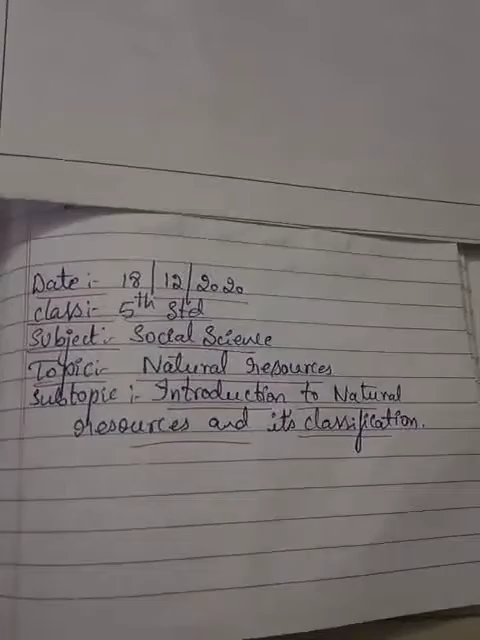 Date :- 18/12/2020
class:- 5th Std
Subject:- Social Science
Topic:- Natural resources
Subtopic :- Introduction to Natural
resources and its classification.